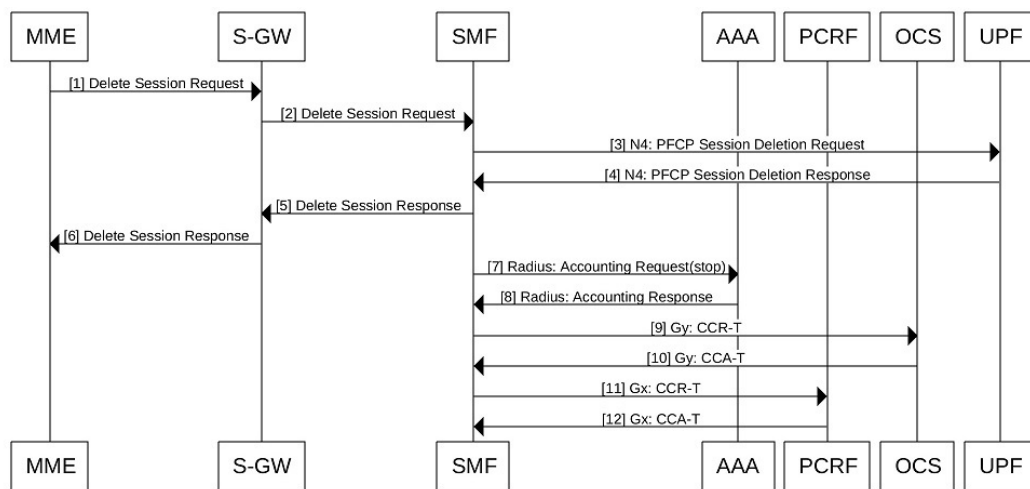 MME
S-GW
SMF
AAA
PCRF
OCS
UPF
[1] Delete Session Request
[2] Delete Session Request
[3] N4: PFCP Session Deletion Request
[4] N4: PFCP Session Deletion Response
[5] Delete Session Response
[6] Delete Session Response
[7] Radius: Accounting Request(stop)
[8] Radius: Accounting Response
[9] Gy: CCR-T
[10] Gy: CCA-T
[11] Gx: CCR-T
[12] Gx: CCA-T
MME
S-GW
SMF
AAA
PCRF
OCS
UPF